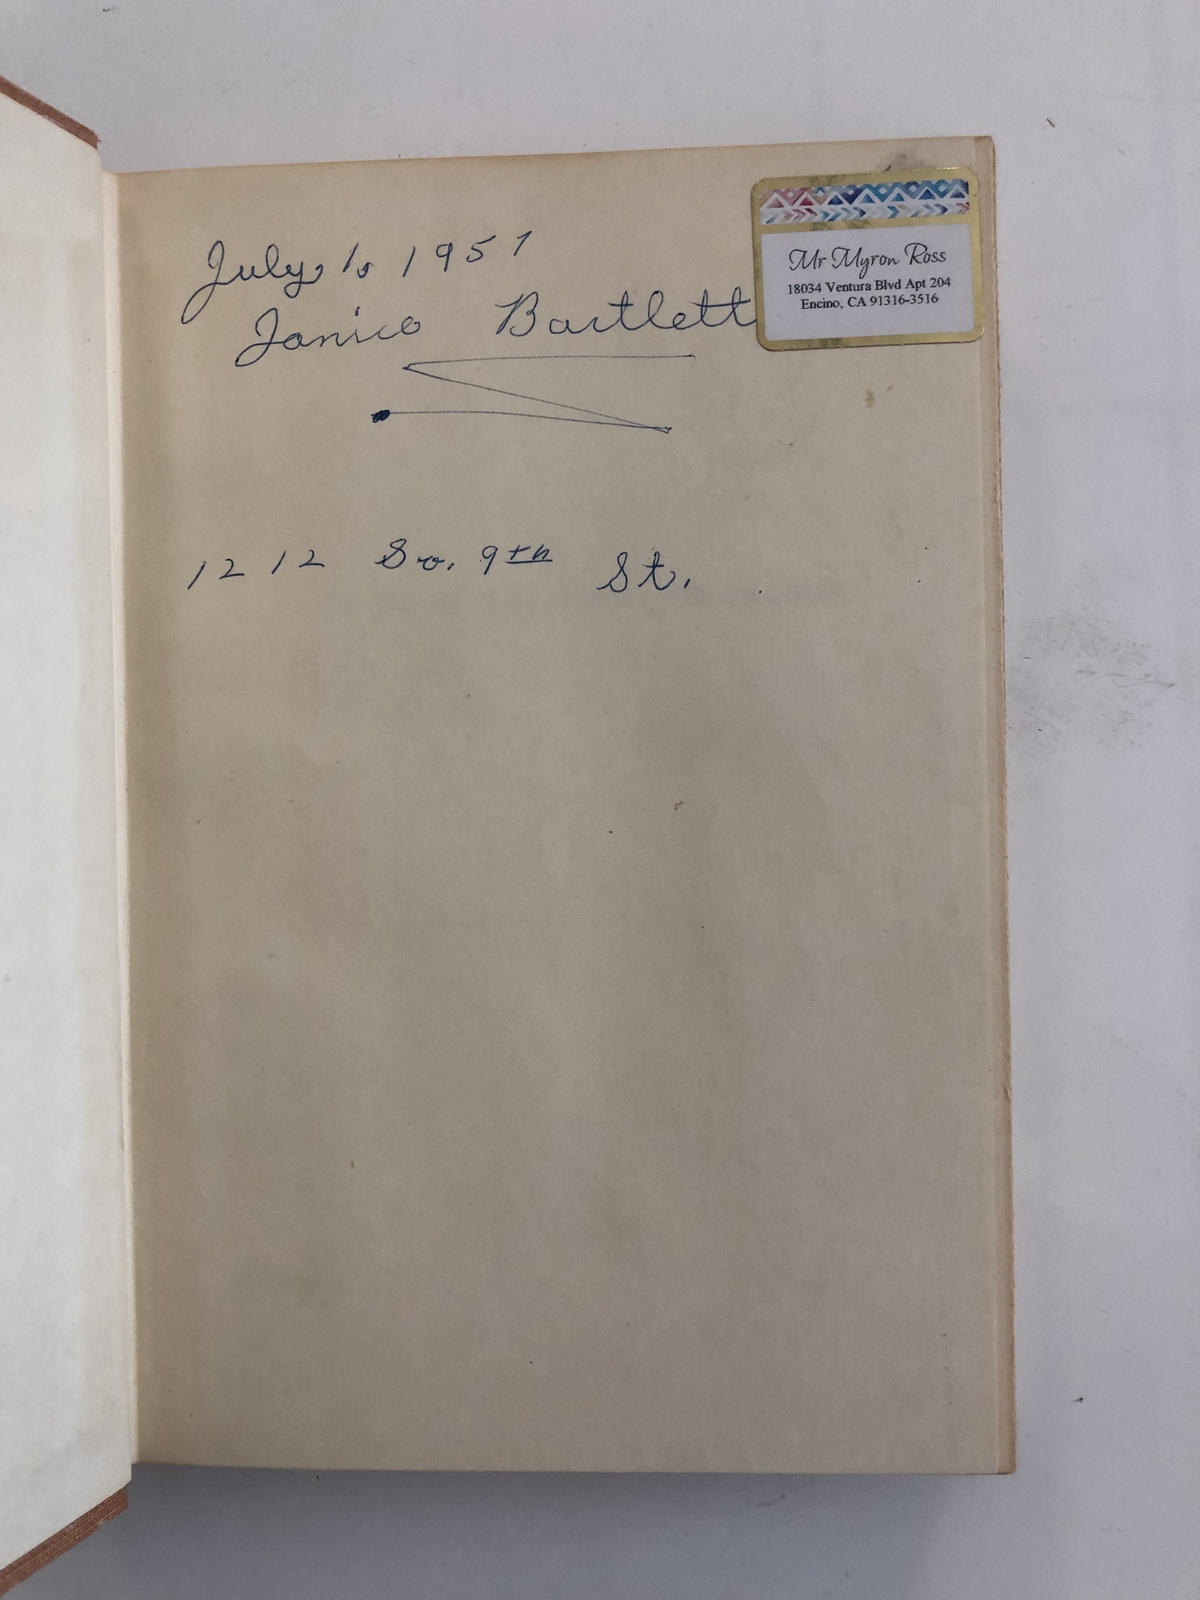 July 1, 1957
Janice Bartlett
Mr Myron Ross
18034 Ventura Blvd Apt 204
Encino, CA 91316-3516
1212 So. 9th St.